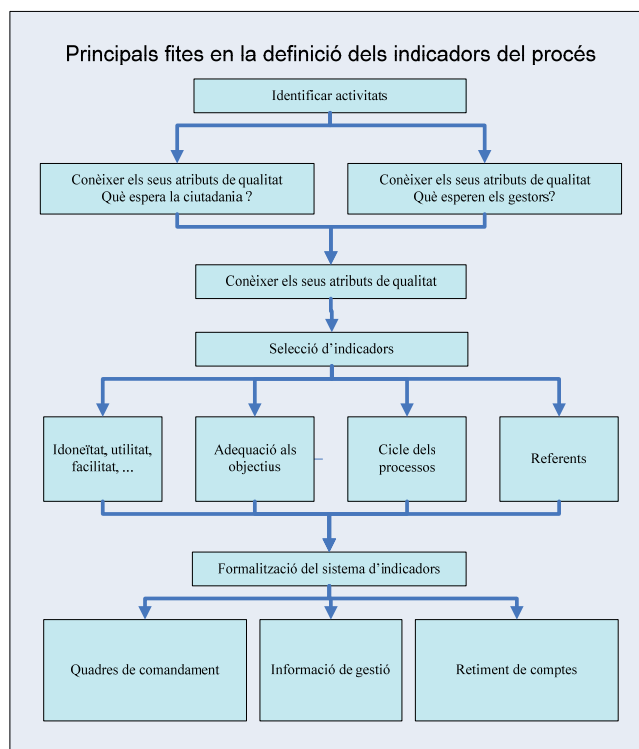 Principals fites en la definició dels indicadors del procés
Identificar activitats
Conèixer els seus atributs de qualitat
Què espera la ciutadania ?
Conèixer els seus atributs de qualitat
Què esperen els gestors?
Conèixer els seus atributs de qualitat
Selecció d'indicadors
Idoneïtat, utilitat,
facilitat, ...
Adequació als
objectius
Cicle dels
processos
Referents
Formalització del sistema d'indicadors
Quadres de comandament
Informació de gestió
Retiment de comptes